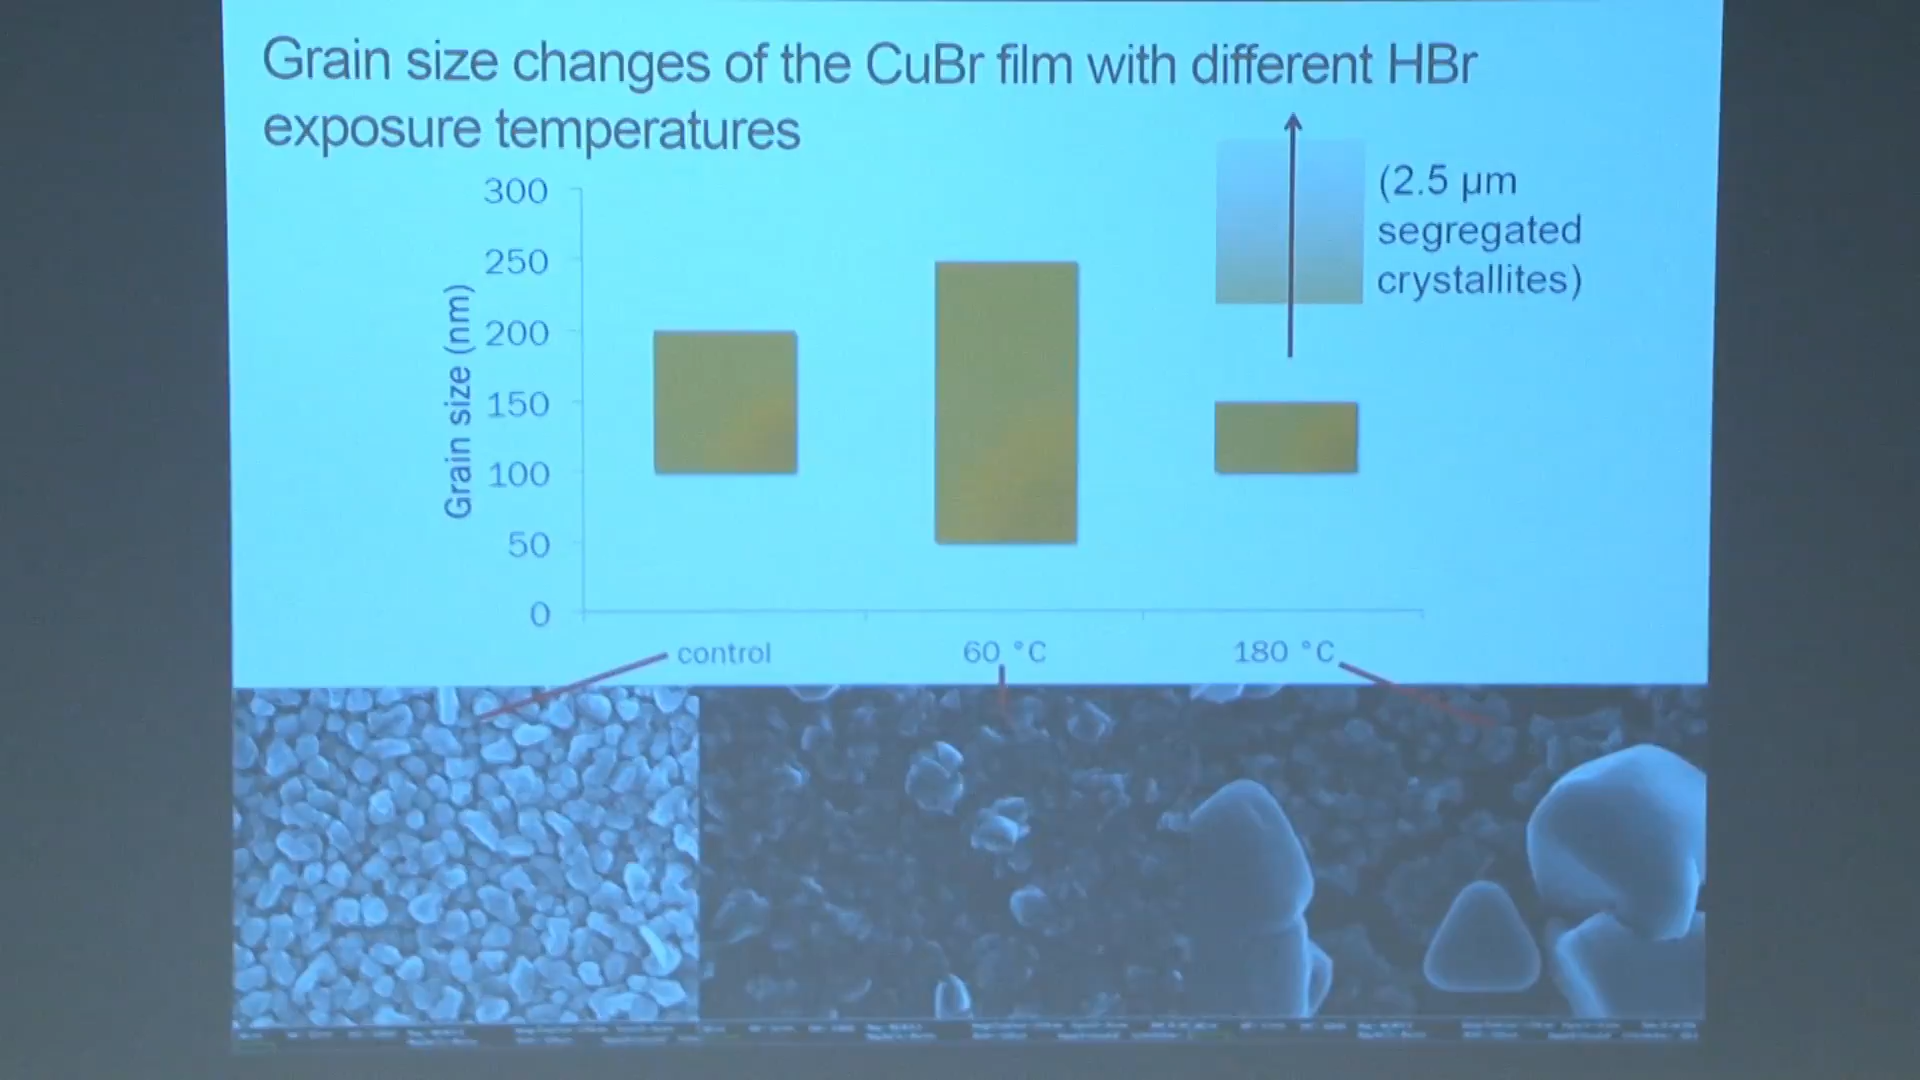 Grain size changes of the CuBr film with different HBr
exposure temperatures
(2.5 µm
segregated
crystallites)
Grain size (nm)
300
250
200
150
100
50
0
control
60 °C
180 °C